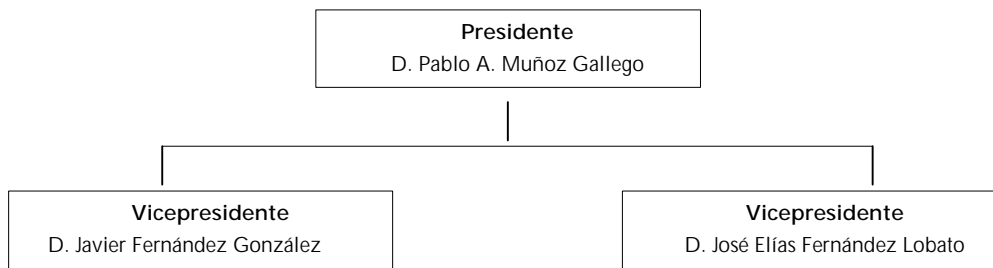 Presidente
D. Pablo A. Muñoz Gallego
Vicepresidente
D. Javier Fernández González
Vicepresidente
D. José Elías Fernández Lobato